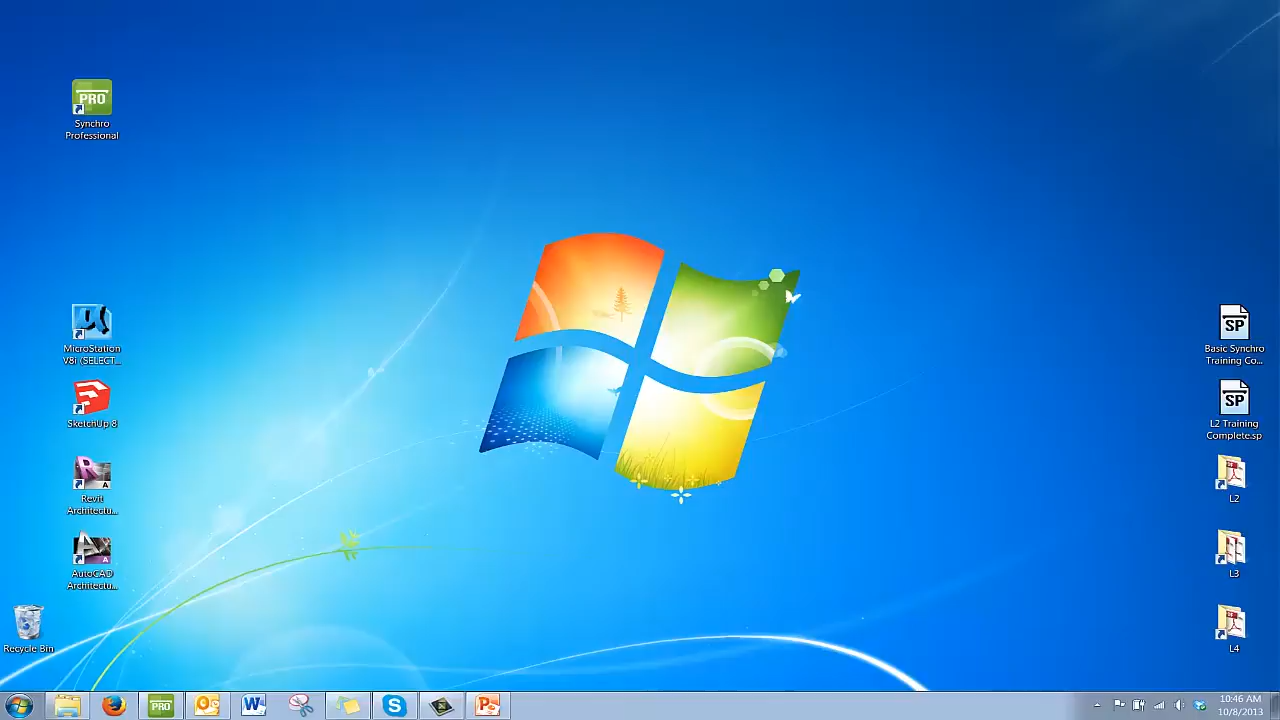 PRO
Synchro
Professional
MicroStation
V8i (SELECT...
SketchUp 8
Revit
Architectu...
AutoCAD
Architectu...
Recycle Bin
SP
Basic Synchro
Training Co...
SP
L2 Training
Complete.sp
L2
L3
L4
PRO
10:46 AM
10/8/2013